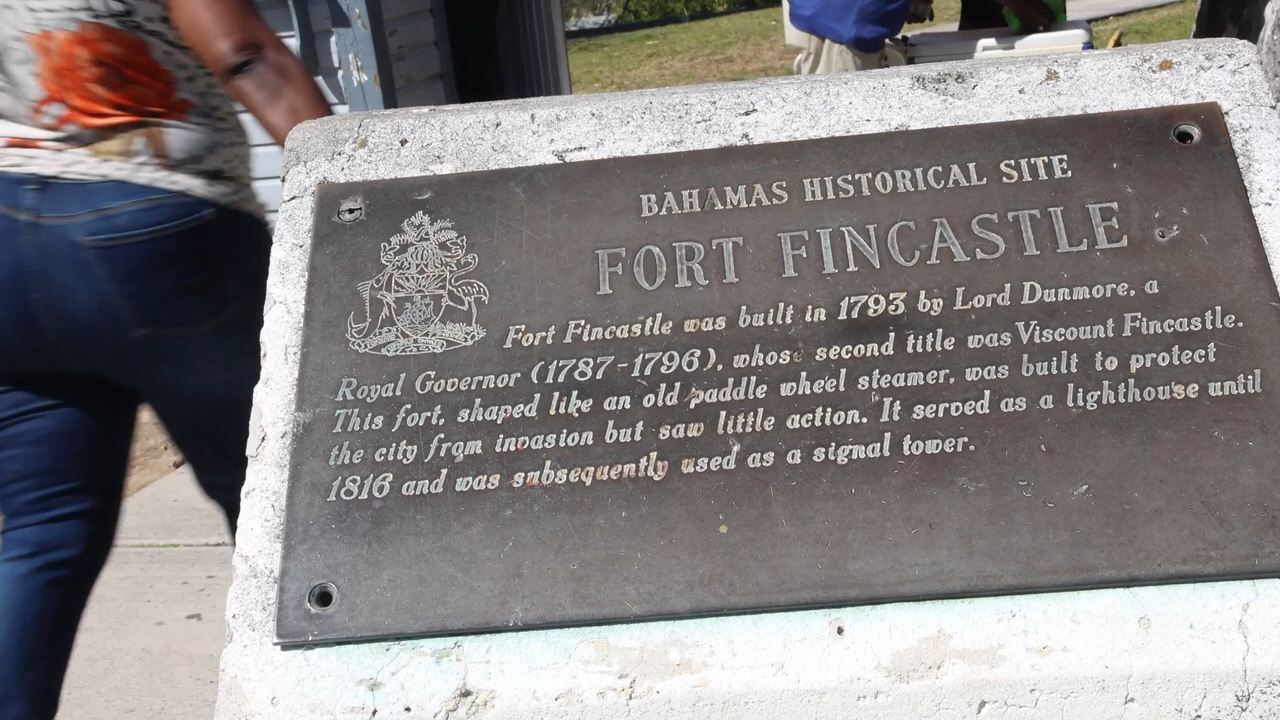 BAHAMAS HISTORICAL SITE
FORT FINCASTLE
Fort Fincastle was built in 1793 by Lord Dunmore, a
Royal Governor (1787-1796), whose second title was Viscount Fincastle.
This fort, shaped like an old paddle wheel steamer, was built to protect
the city from invasion but saw little action. It served as a lighthouse until
1816 and was subsequently used as a signal tower.